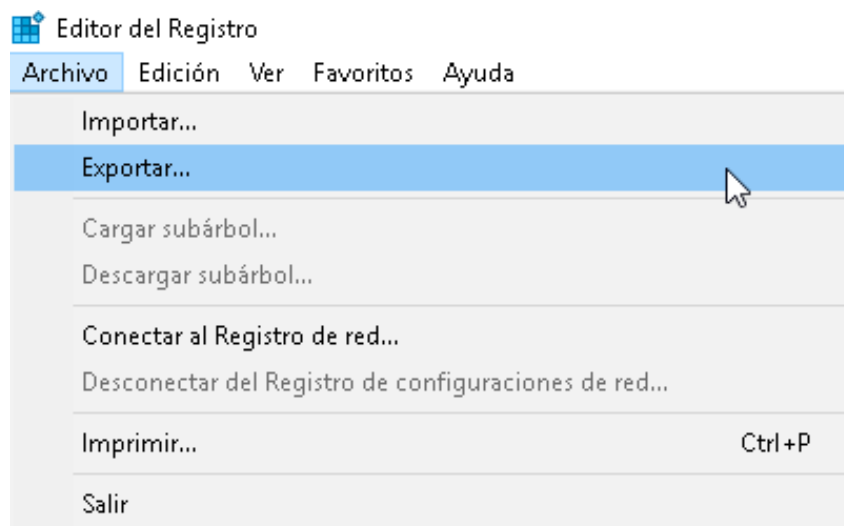 Editor del Registro
Archivo Edición Ver Favoritos Ayuda
Importar...
Exportar...
Cargar subárbol...
Descargar subárbol...
Conectar al Registro de red...
Desconectar del Registro de configuraciones de red...
Imprimir... Ctrl+P
Salir